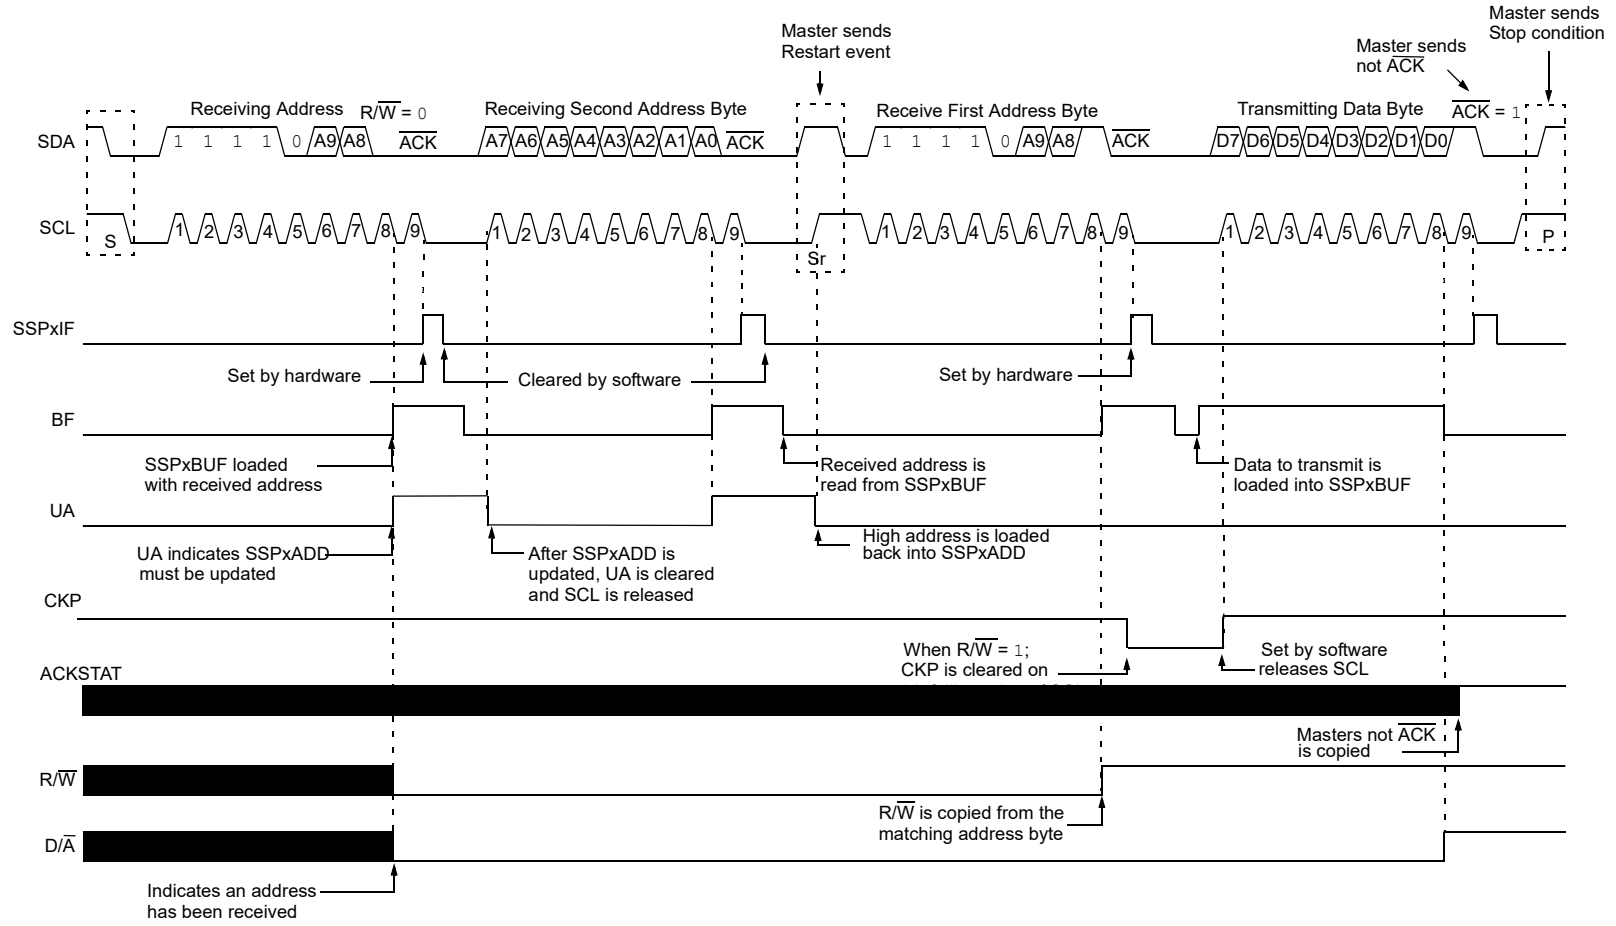 Master sends
Stop condition
Master sends
Restart event
Master sends
not ACK
Receiving Address R/W = 0
Receiving Second Address Byte
Receive First Address Byte
Transmitting Data Byte
ACK = 1
SDA
1 1 1 1 0 A9 A8 ACK
A7 A6 A5 A4 A3 A2 A1 A0 ACK
1 1 1 1 0 A9 A8 ACK
D7 D6 D5 D4 D3 D2 D1 D0
SCL
S
1 2 3 4 5 6 7 8 9
1 2 3 4 5 6 7 8 9
Sr
1 2 3 4 5 6 7 8 9
1 2 3 4 5 6 7 8 9
P
SSPxIF
Set by hardware
Cleared by software
Set by hardware
BF
SSPxBUF loaded
with received address
Received address is
read from SSPxBUF
Data to transmit is
loaded into SSPxBUF
UA
UA indicates SSPxADD
must be updated
After SSPxADD is
updated, UA is cleared
and SCL is released
High address is loaded
back into SSPxADD
CKP
When R/W = 1;
CKP is cleared on
Set by software
releases SCL
ACKSTAT
Masters not ACK
is copied
R/W
R/W is copied from the
matching address byte
D/A
Indicates an address
has been received